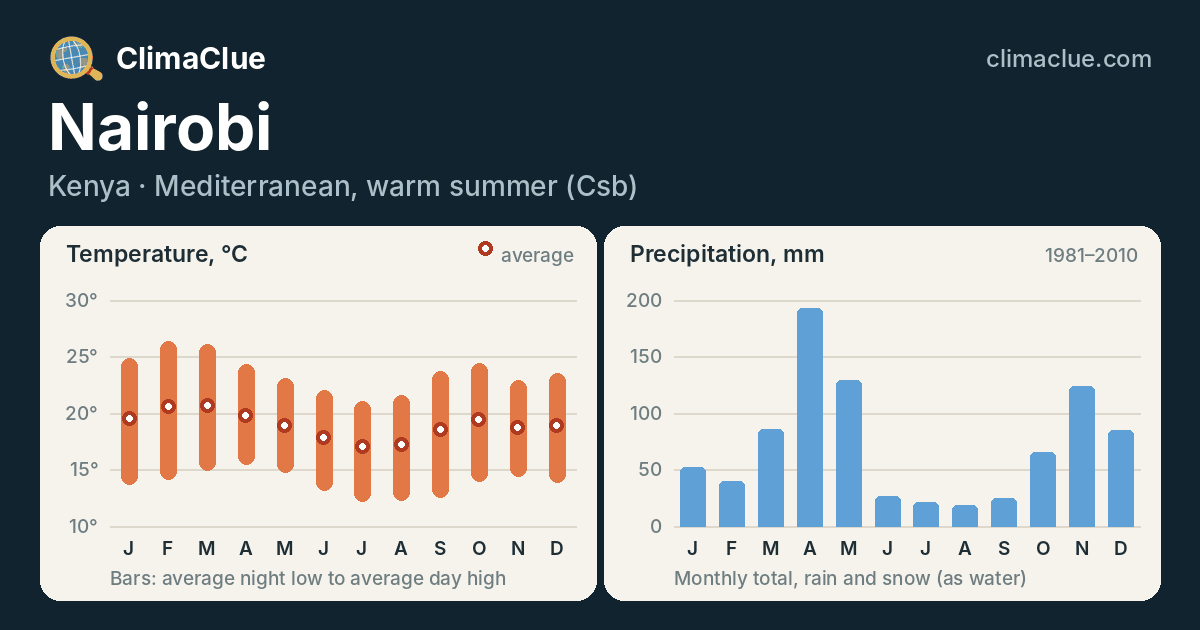 ClimaClue
climaclue.com
Nairobi
Kenya · Mediterranean, warm summer (Csb)
Temperature, °C
average
30°
25°
20°
15°
10°
J F M A M J J A S O N D
Bars: average night low to average day high
Precipitation, mm
1981–2010
200
150
100
50
0
J F M A M J J A S O N D
Monthly total, rain and snow (as water)